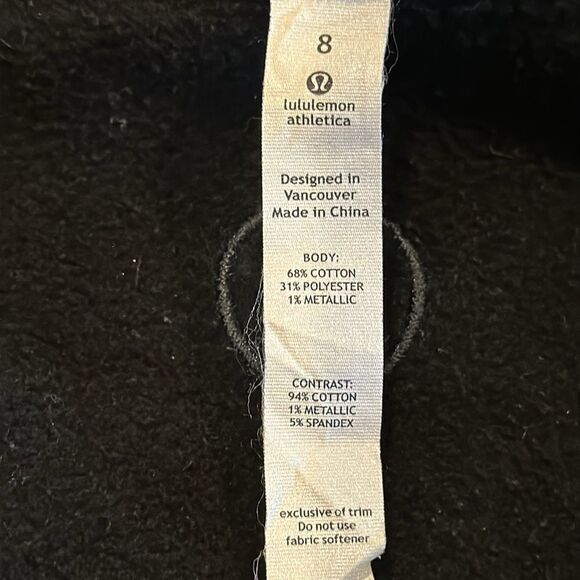 8
lululemon
athletica
Designed in
Vancouver
Made in China
BODY:
68% COTTON
31% POLYESTER
1% METALLIC
CONTRAST:
94% COTTON
1% METALLIC
5% SPANDEX
exclusive of trim
Do not use
fabric softener